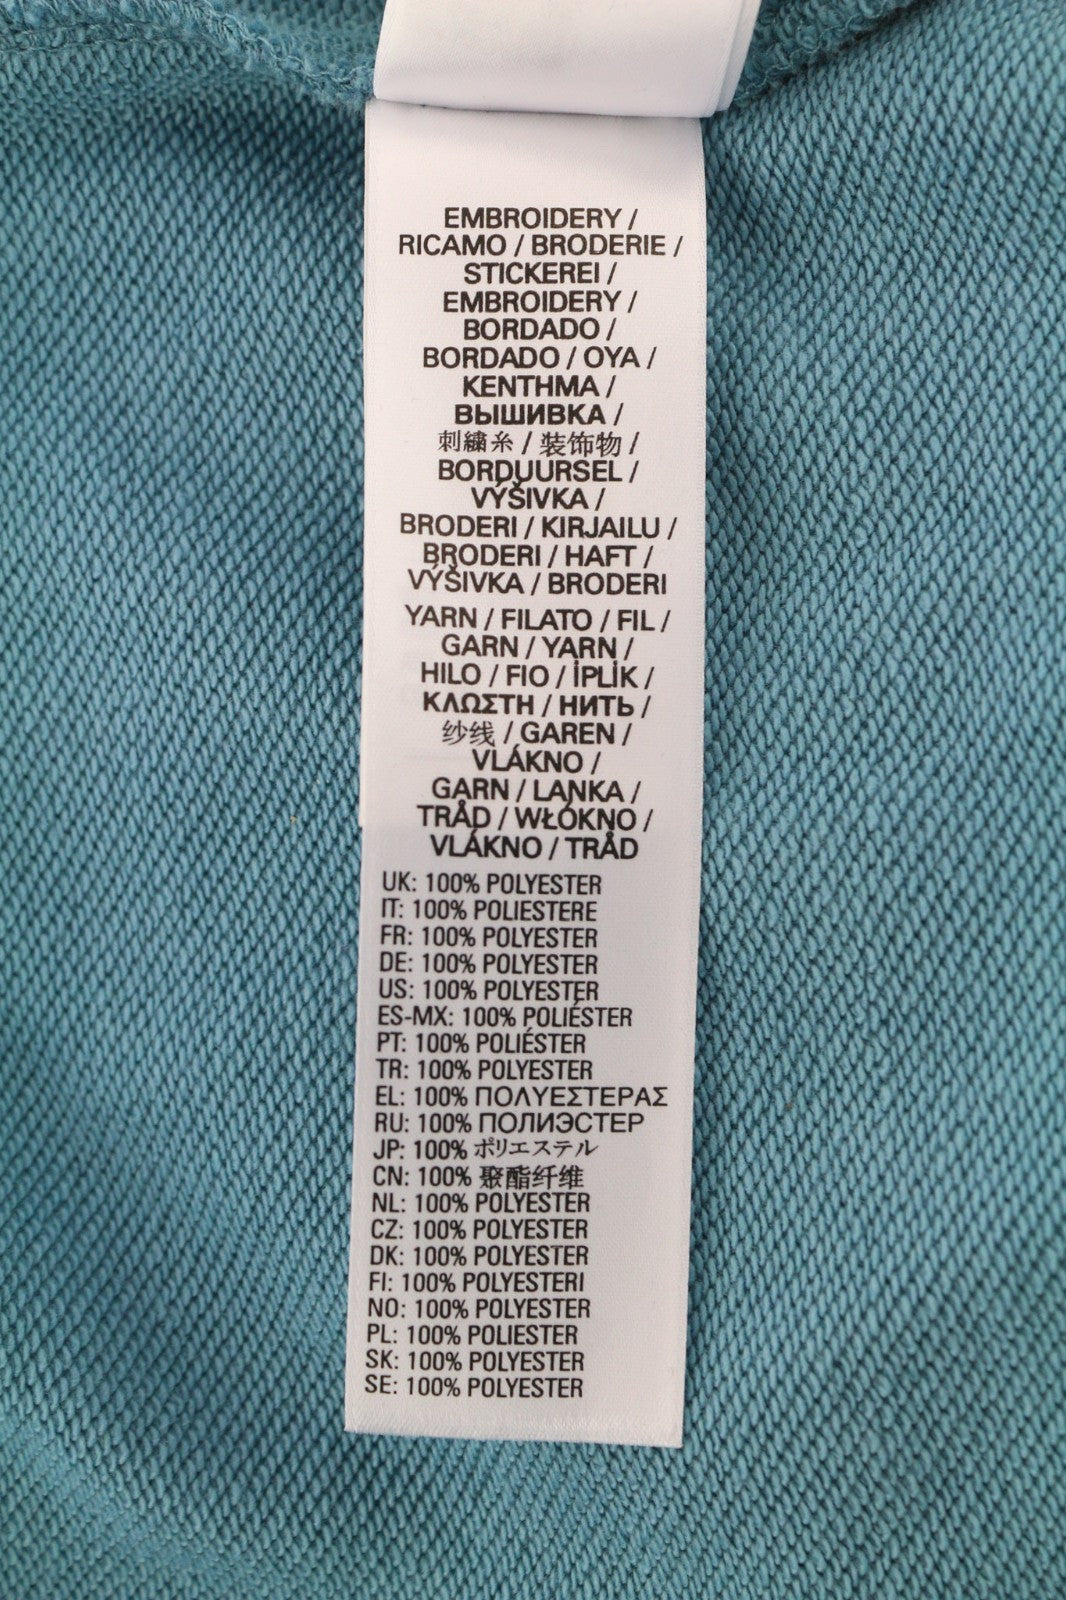 EMBROIDERY /
RICAMO / BRODERIE /
STICKEREI /
EMBROIDERY /
BORDADO /
BORDADO / OYA /
ΚΕΝΤΗΜΑ /
ВЫШИВКА /
刺繍糸 / 装饰物 /
BORDUURSEL /
VÝŠIVKA /
BRODERI / KIRJAILU /
BRODERI / HAFT /
VÝŠIVKA / BRODERI
YARN / FILATO / FIL /
GARN / YARN /
HILO / FIO / İPLİK /
ΚΛΩΣΤΗ / НИТЬ /
纱线 / GAREN /
VLÁKNO /
GARN / LANKA /
TRÅD / WŁÓKNO /
VLÁKNO / TRÅD
UK: 100% POLYESTER
IT: 100% POLIESTERE
FR: 100% POLYESTER
DE: 100% POLYESTER
US: 100% POLYESTER
ES-MX: 100% POLIÉSTER
PT: 100% POLIÉSTER
TR: 100% POLYESTER
EL: 100% ΠΟΛΥΕΣΤΕΡΑΣ
RU: 100% ПОЛИЭСТЕР
JP: 100% ポリエステル
CN: 100% 聚酯纤维
NL: 100% POLYESTER
CZ: 100% POLYESTER
DK: 100% POLYESTER
FI: 100% POLYESTERI
NO: 100% POLYESTER
PL: 100% POLIESTER
SK: 100% POLYESTER
SE: 100% POLYESTER